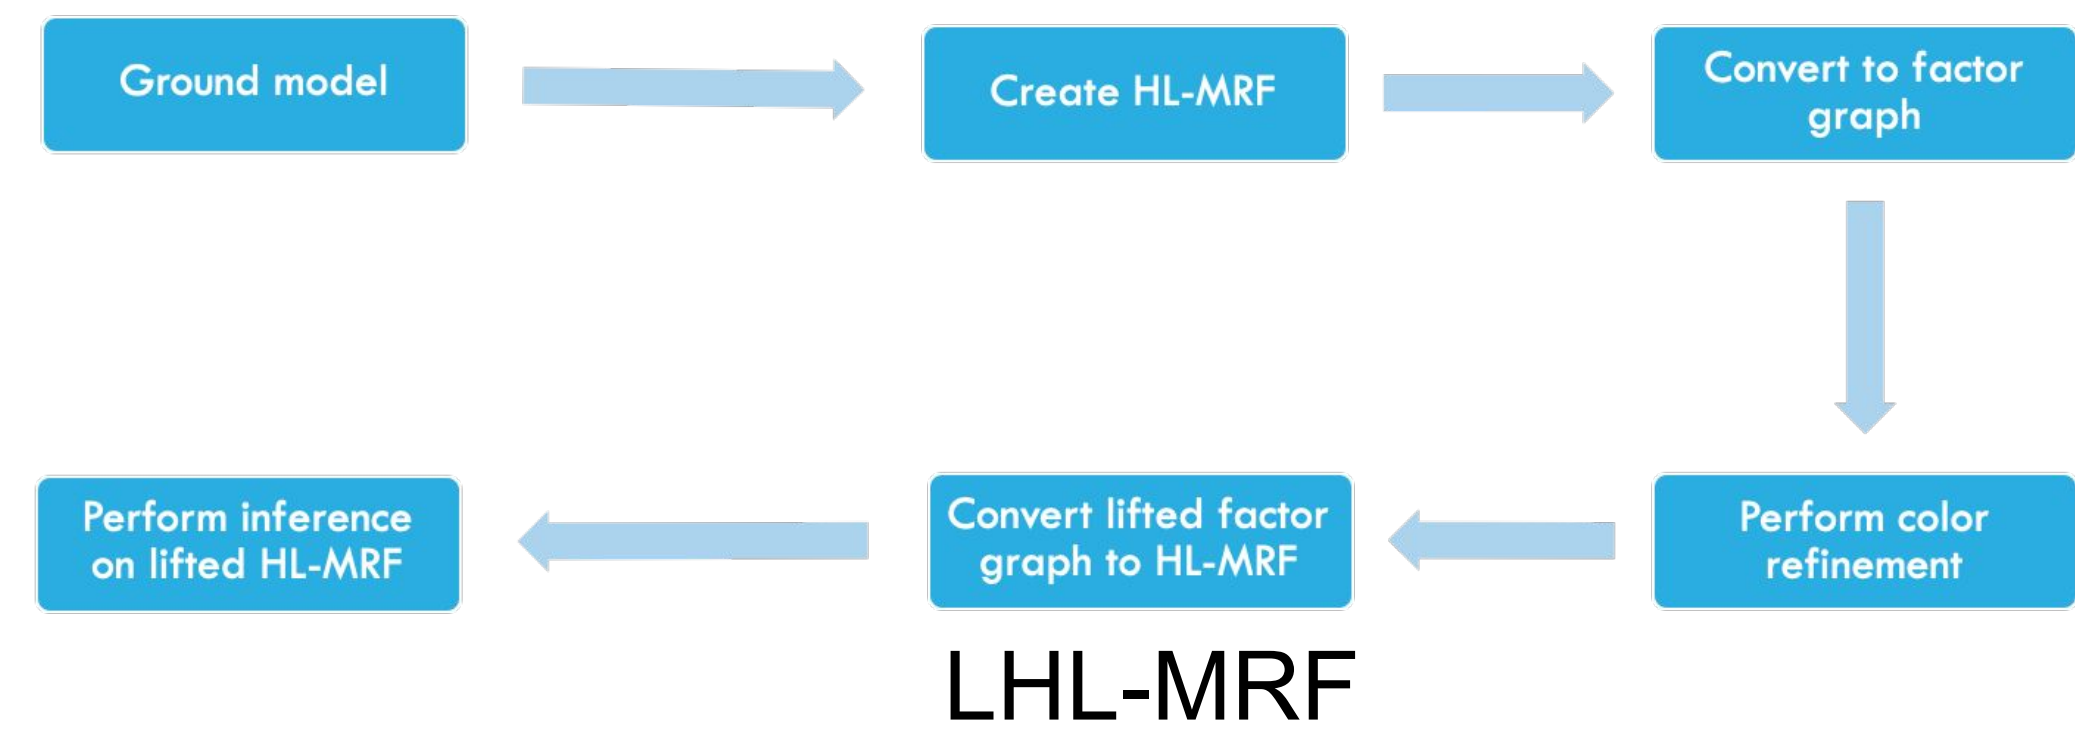 Ground model
Create HL-MRF
Convert to factor
graph
Perform color
refinement
Convert lifted factor
graph to HL-MRF
Perform inference
on lifted HL-MRF
LHL-MRF